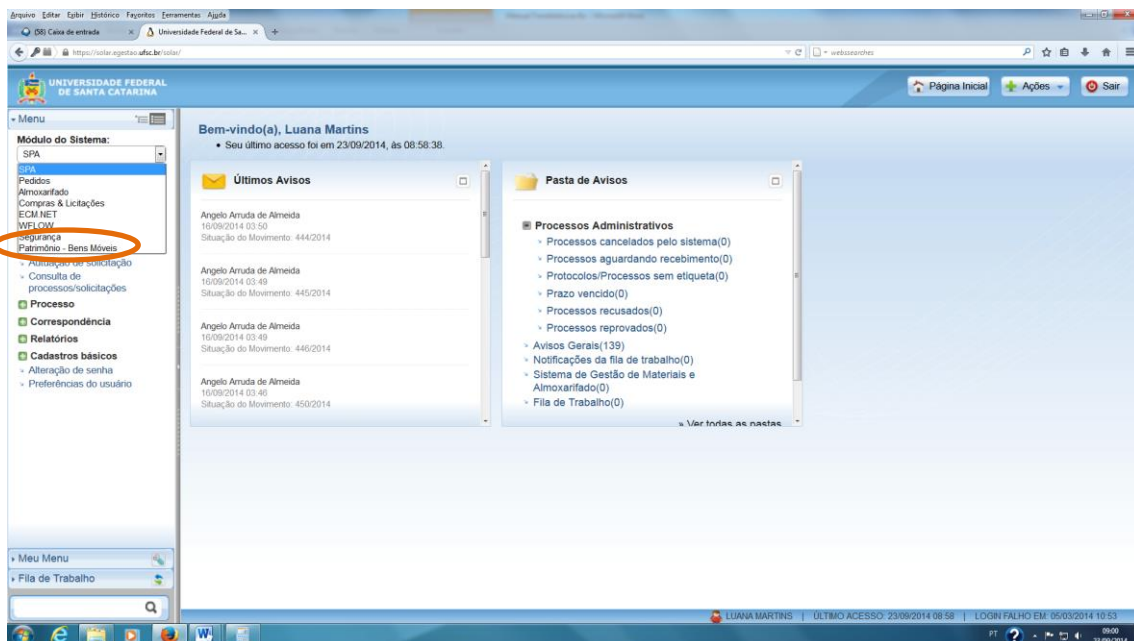 Arquivo Editar Exibir Histórico Favoritos Ferramentas Ajuda
(58) Caixa de entrada
Universidade Federal de Sa...
https://solar.egestao.ufsc.br/solar/
websearches
UNIVERSIDADE FEDERAL
DE SANTA CATARINA
Página Inicial
Ações
Sair
Menu
Módulo do Sistema:
SPA
SPA
Pedidos
Almoxarifado
Compras & Licitações
ECM.NET
WFLOW
Segurança
Patrimônio - Bens Móveis
Autuação de solicitação
Consulta de
processos/solicitações
Processo
Correspondência
Relatórios
Cadastros básicos
Alteração de senha
Preferências do usuário
Meu Menu
Fila de Trabalho
Bem-vindo(a), Luana Martins
• Seu último acesso foi em 23/09/2014, às 08:58:38.
Últimos Avisos
Angelo Arruda de Almeida
16/09/2014 03:50
Situação do Movimento: 444/2014
Angelo Arruda de Almeida
16/09/2014 03:49
Situação do Movimento: 445/2014
Angelo Arruda de Almeida
16/09/2014 03:49
Situação do Movimento: 446/2014
Angelo Arruda de Almeida
16/09/2014 03:46
Situação do Movimento: 450/2014
Pasta de Avisos
Processos Administrativos
Processos cancelados pelo sistema(0)
Processos aguardando recebimento(0)
Protocolos/Processos sem etiqueta(0)
Prazo vencido(0)
Processos recusados(0)
Processos reprovados(0)
Avisos Gerais(139)
Notificações da fila de trabalho(0)
Sistema de Gestão de Materiais e
Almoxarifado(0)
Fila de Trabalho(0)
» Ver todas as pastas
LUANA MARTINS | ÚLTIMO ACESSO: 23/09/2014 08:58 | LOGIN FALHO EM: 05/03/2014 10:53
PT
09:00
23/09/2014